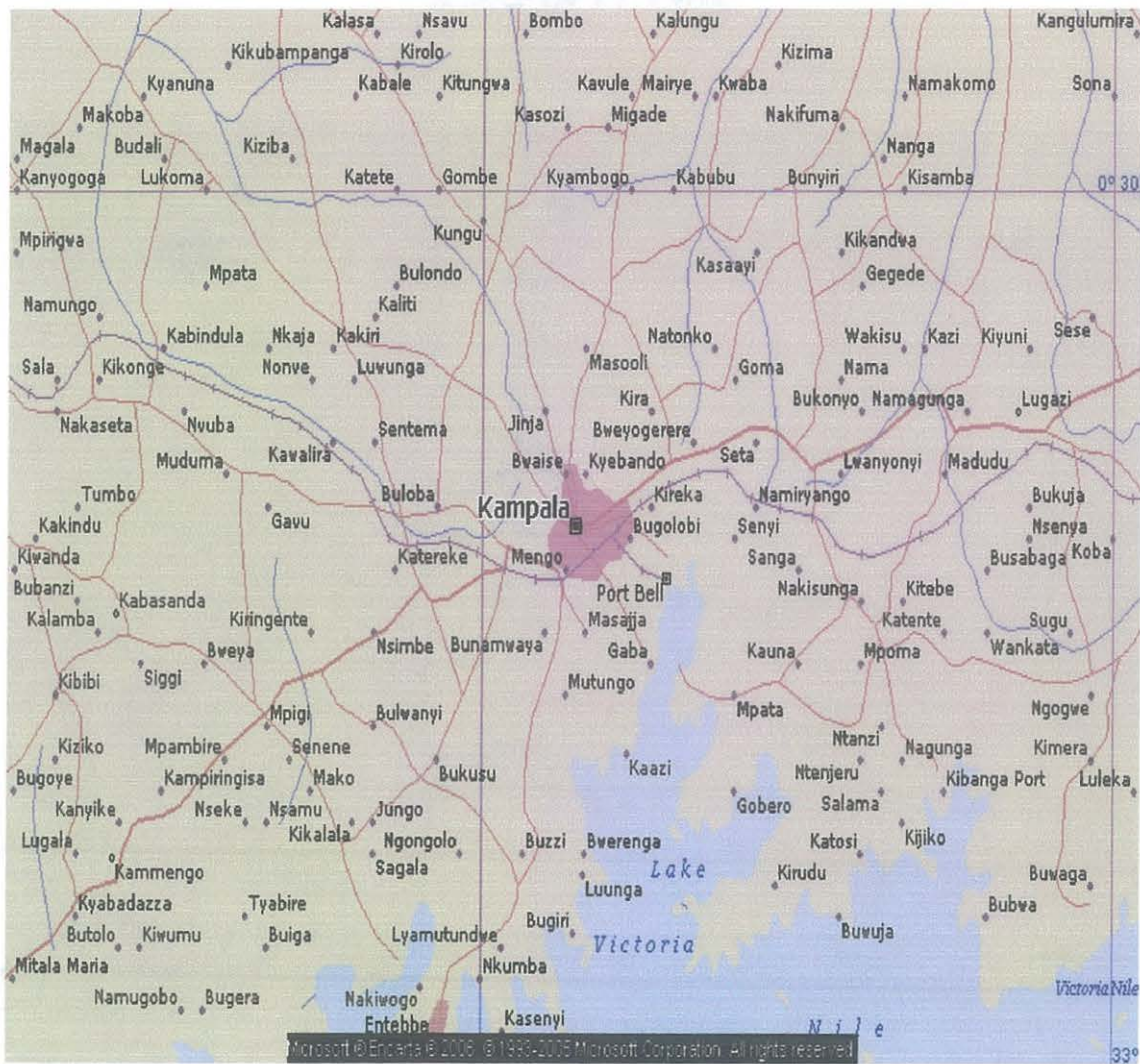 Kalasa Nsavu Bombo Kalungu Kangulumira
Kikubampanga Kirolo Kizima
Kyanuna Kabale Kitungwa Kavule Mairye Kwaba Namakomo Sona
Makoba Kasozi Migade Nakifuma
Magala Budali Kiziba Nanga
Kanyogoga Lukoma Katete Gombe Kyambogo Kabubu Bunyiri Kisamba 0° 30
Kungu
Mpirigwa Kasaayi Kikandwa
Mpata Bulondo Gegede
Namungo Kaliti
Kabindula Nkaja Kakiri Natonko Wakisu Kazi Kiyuni Sese
Masooli
Sala Kikonge Nonve Luwunga Goma Nama
Kira Bukonyo Namagunga Lugazi
Nakaseta Nvuba Sentema Jinja Bweyogerere
Muduma Kawalira Bwaise Kyebando Seta Lwanyonyi Madudu
Tumbo Buloba Kampala Kireka Namiryango Bukuja
Kakindu Gavu Bugolobi Senyi Nsenya
Kiwanda Katereke Mengo Sanga Busabaga Koba
Bubanzi Kabasanda Port Bell Nakisunga Kitebe
Kalamba Kiringente Nsimbe Bunamwaya Masajja Katente Sugu
Bweya Gaba Kauna Mpoma Wankata
Kibibi Siggi Mutungo Mpata Ngogwe
Mpigi Bulwanyi
Kiziko Mpambire Senene Ntanzi Nagunga Kimera
Bugoye Kampiringisa Mako Bukusu Kaazi Ntenjeru Kibanga Port Luleka
Kanyike Nseke Nsamu Jungo Gobero Salama
Lugala Kikalala Ngongolo Buzzi Bwerenga Katosi Kijiko
Kammengo Sagala Lake Kirudu Buwaga
Luunga
Kyabadazza Tyabire Bugiri Bubwa
Butolo Kiwumu Buiga Lyamutundwe Victoria Buwuja
Mitala Maria Nkumba
Namugobo Bugera Nakiwogo Victoria Nile
Entebbe Kasenyi Nile
Microsoft ® Encarta ® 2006. © 1993-2005 Microsoft Corporation. All rights reserved.
33°